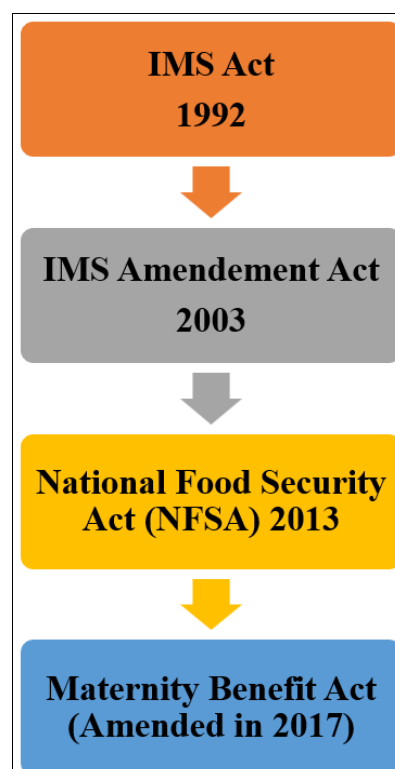 IMS Act
1992
IMS Amendement Act
2003
National Food Security
Act (NFSA) 2013
Maternity Benefit Act
(Amended in 2017)